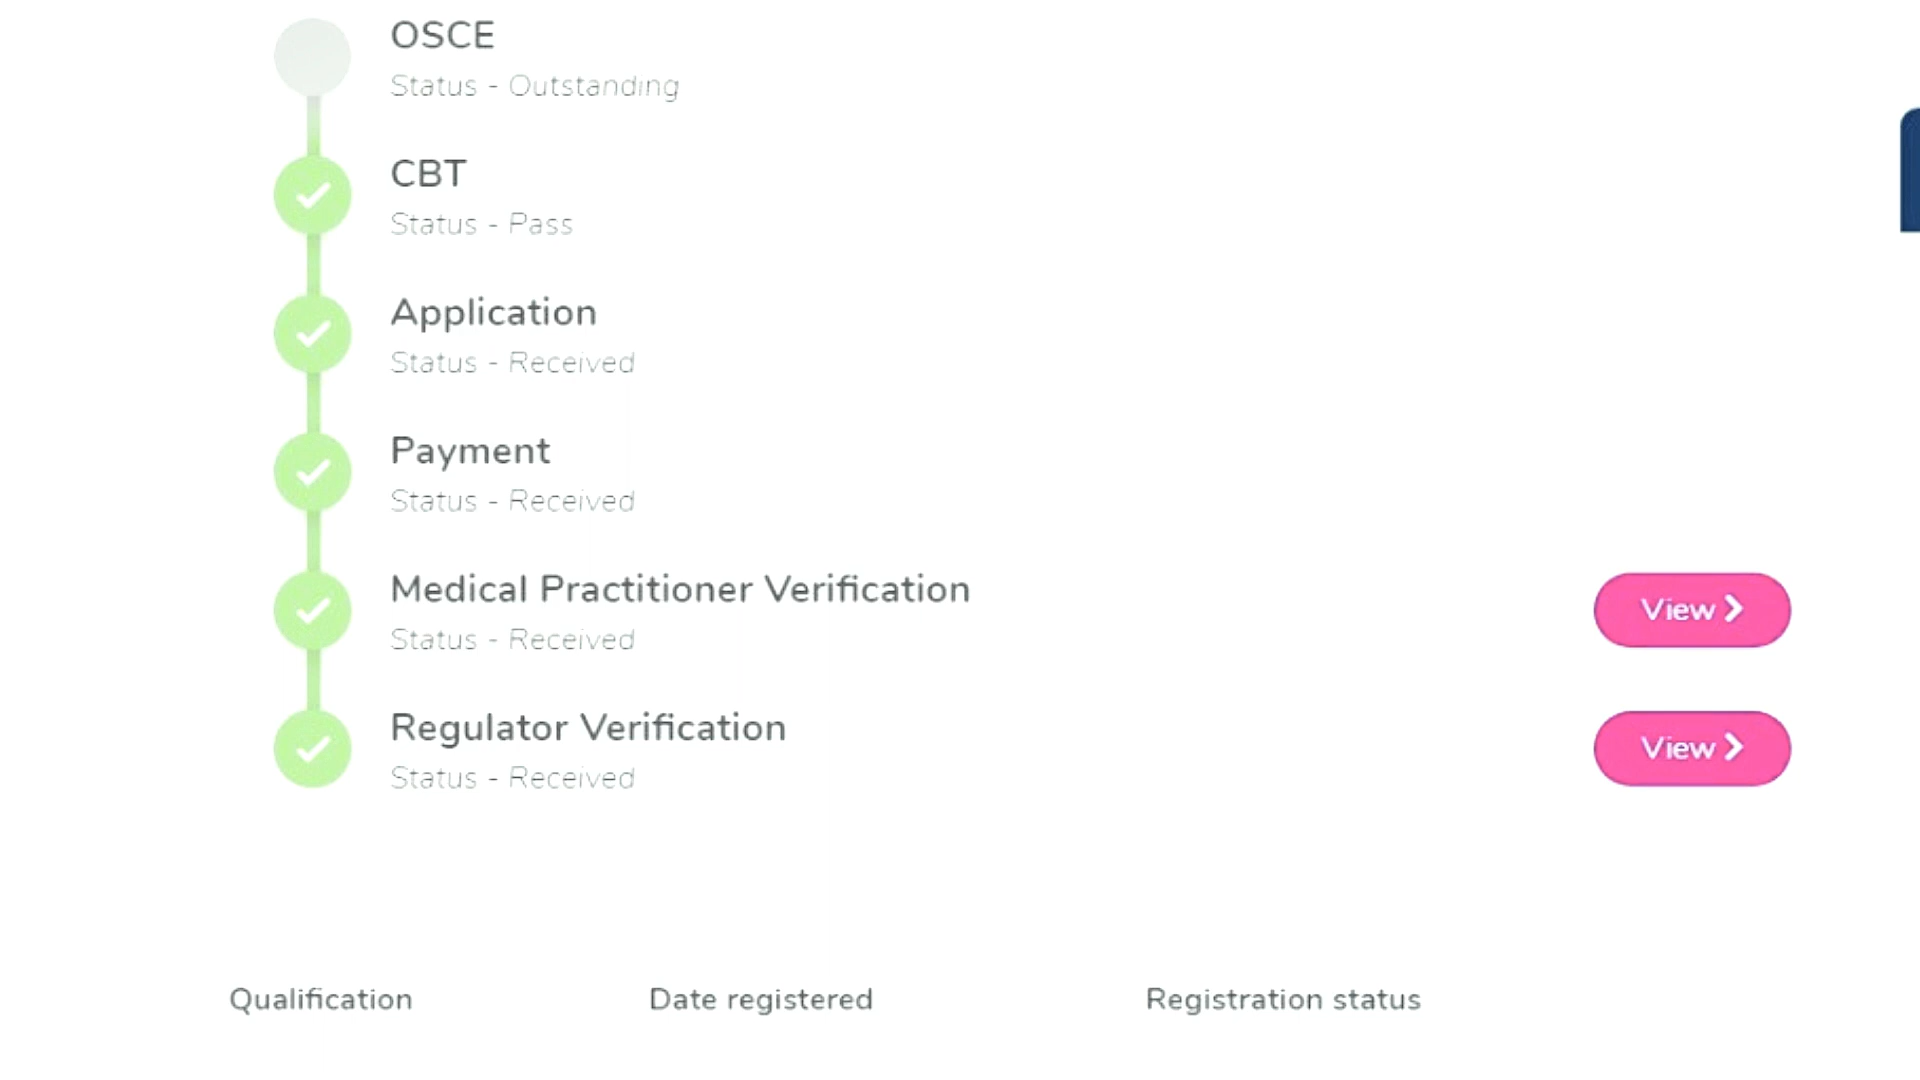 OSCE
Status - Outstanding
CBT
Status - Pass
Application
Status - Received
Payment
Status - Received
Medical Practitioner Verification
Status - Received
View
Regulator Verification
Status - Received
View
Qualification Date registered Registration status